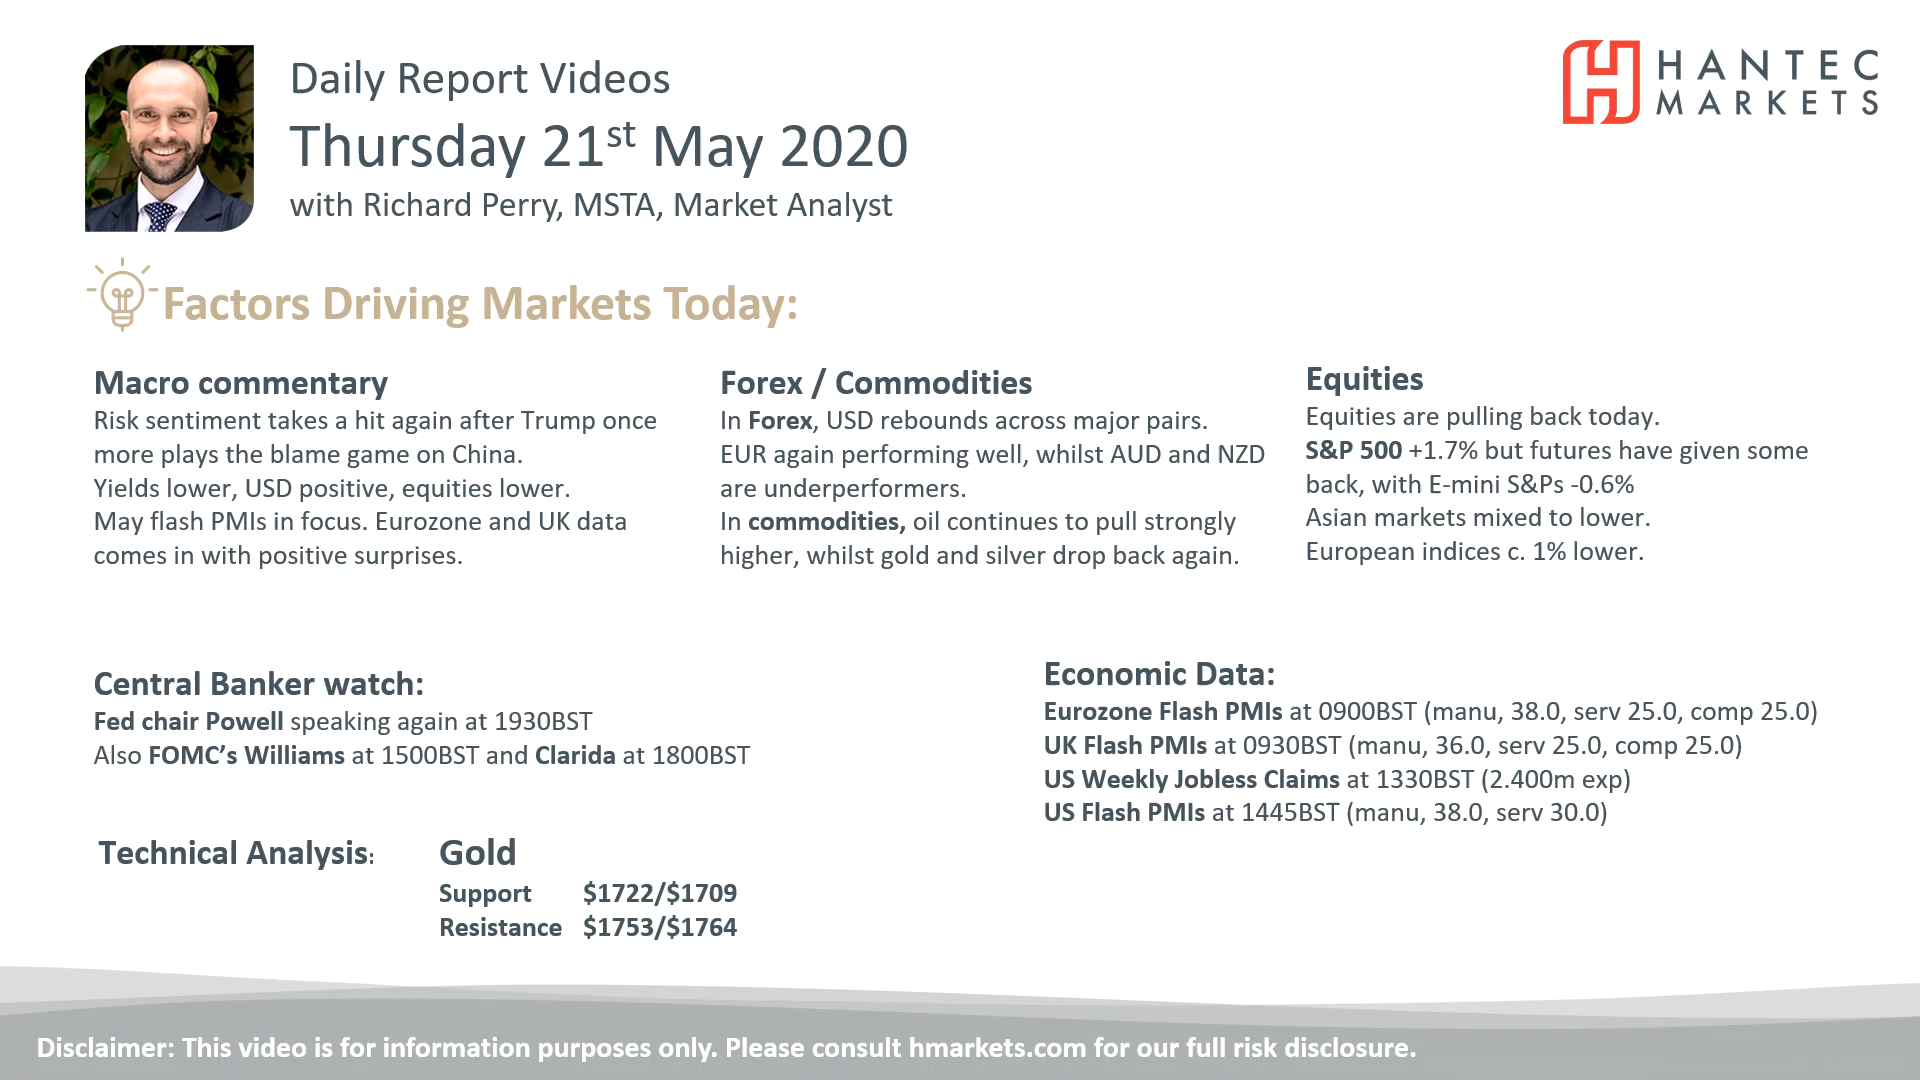 Daily Report Videos
Thursday 21st May 2020
with Richard Perry, MSTA, Market Analyst
HANTEC
MARKETS
Factors Driving Markets Today:
Macro commentary
Risk sentiment takes a hit again after Trump once
more plays the blame game on China.
Yields lower, USD positive, equities lower.
May flash PMIs in focus. Eurozone and UK data
comes in with positive surprises.
Forex / Commodities
In Forex, USD rebounds across major pairs.
EUR again performing well, whilst AUD and NZD
are underperformers.
In commodities, oil continues to pull strongly
higher, whilst gold and silver drop back again.
Equities
Equities are pulling back today.
S&P 500 +1.7% but futures have given some
back, with E-mini S&Ps -0.6%
Asian markets mixed to lower.
European indices c. 1% lower.
Central Banker watch:
Fed chair Powell speaking again at 1930BST
Also FOMC’s Williams at 1500BST and Clarida at 1800BST
Economic Data:
Eurozone Flash PMIs at 0900BST (manu, 38.0, serv 25.0, comp 25.0)
UK Flash PMIs at 0930BST (manu, 36.0, serv 25.0, comp 25.0)
US Weekly Jobless Claims at 1330BST (2.400m exp)
US Flash PMIs at 1445BST (manu, 38.0, serv 30.0)
Technical Analysis:
Gold
Support $1722/$1709
Resistance $1753/$1764
Disclaimer: This video is for information purposes only. Please consult hmarkets.com for our full risk disclosure.